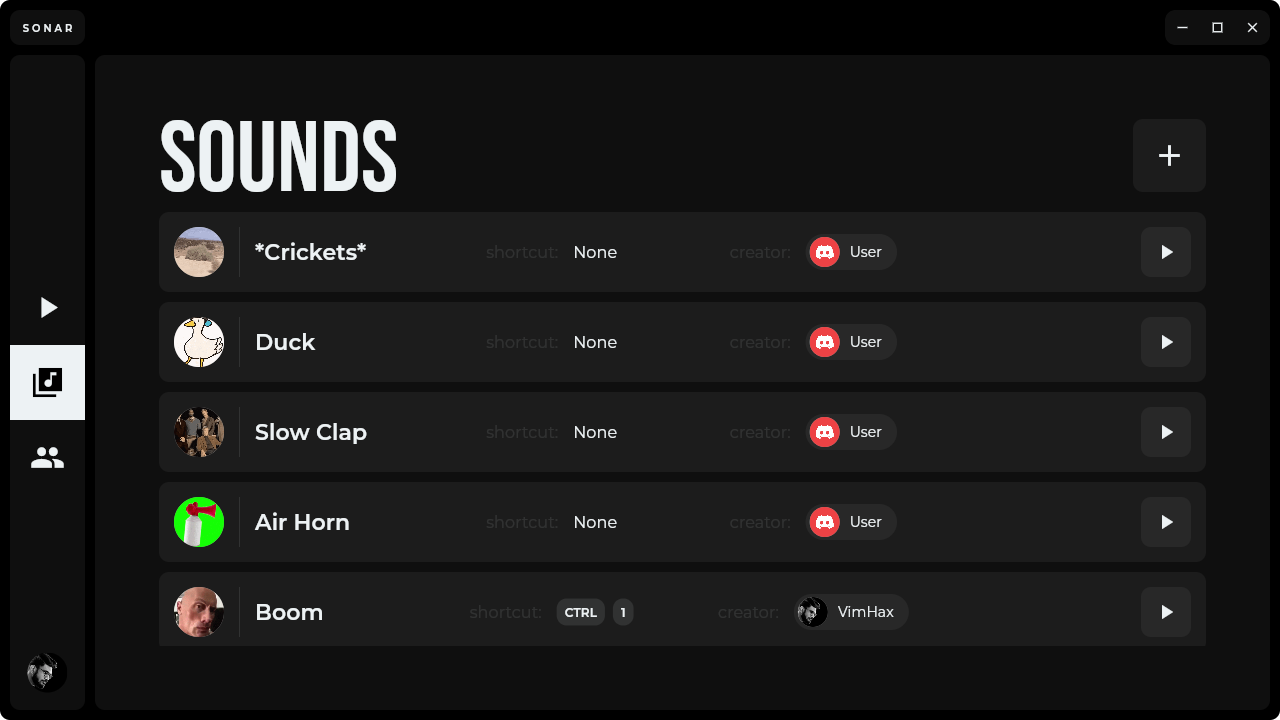 SONAR
SOUNDS
*Crickets* shortcut: None creator: User
Duck shortcut: None creator: User
Slow Clap shortcut: None creator: User
Air Horn shortcut: None creator: User
Boom shortcut: CTRL 1 creator: VimHax